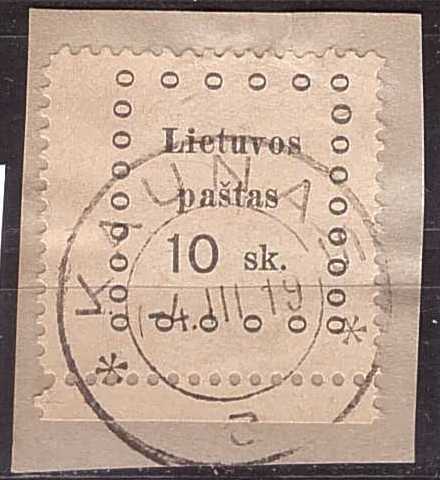 Lietuvos
paštas
10 sk.
KAUNAS
-4.III.19
* *